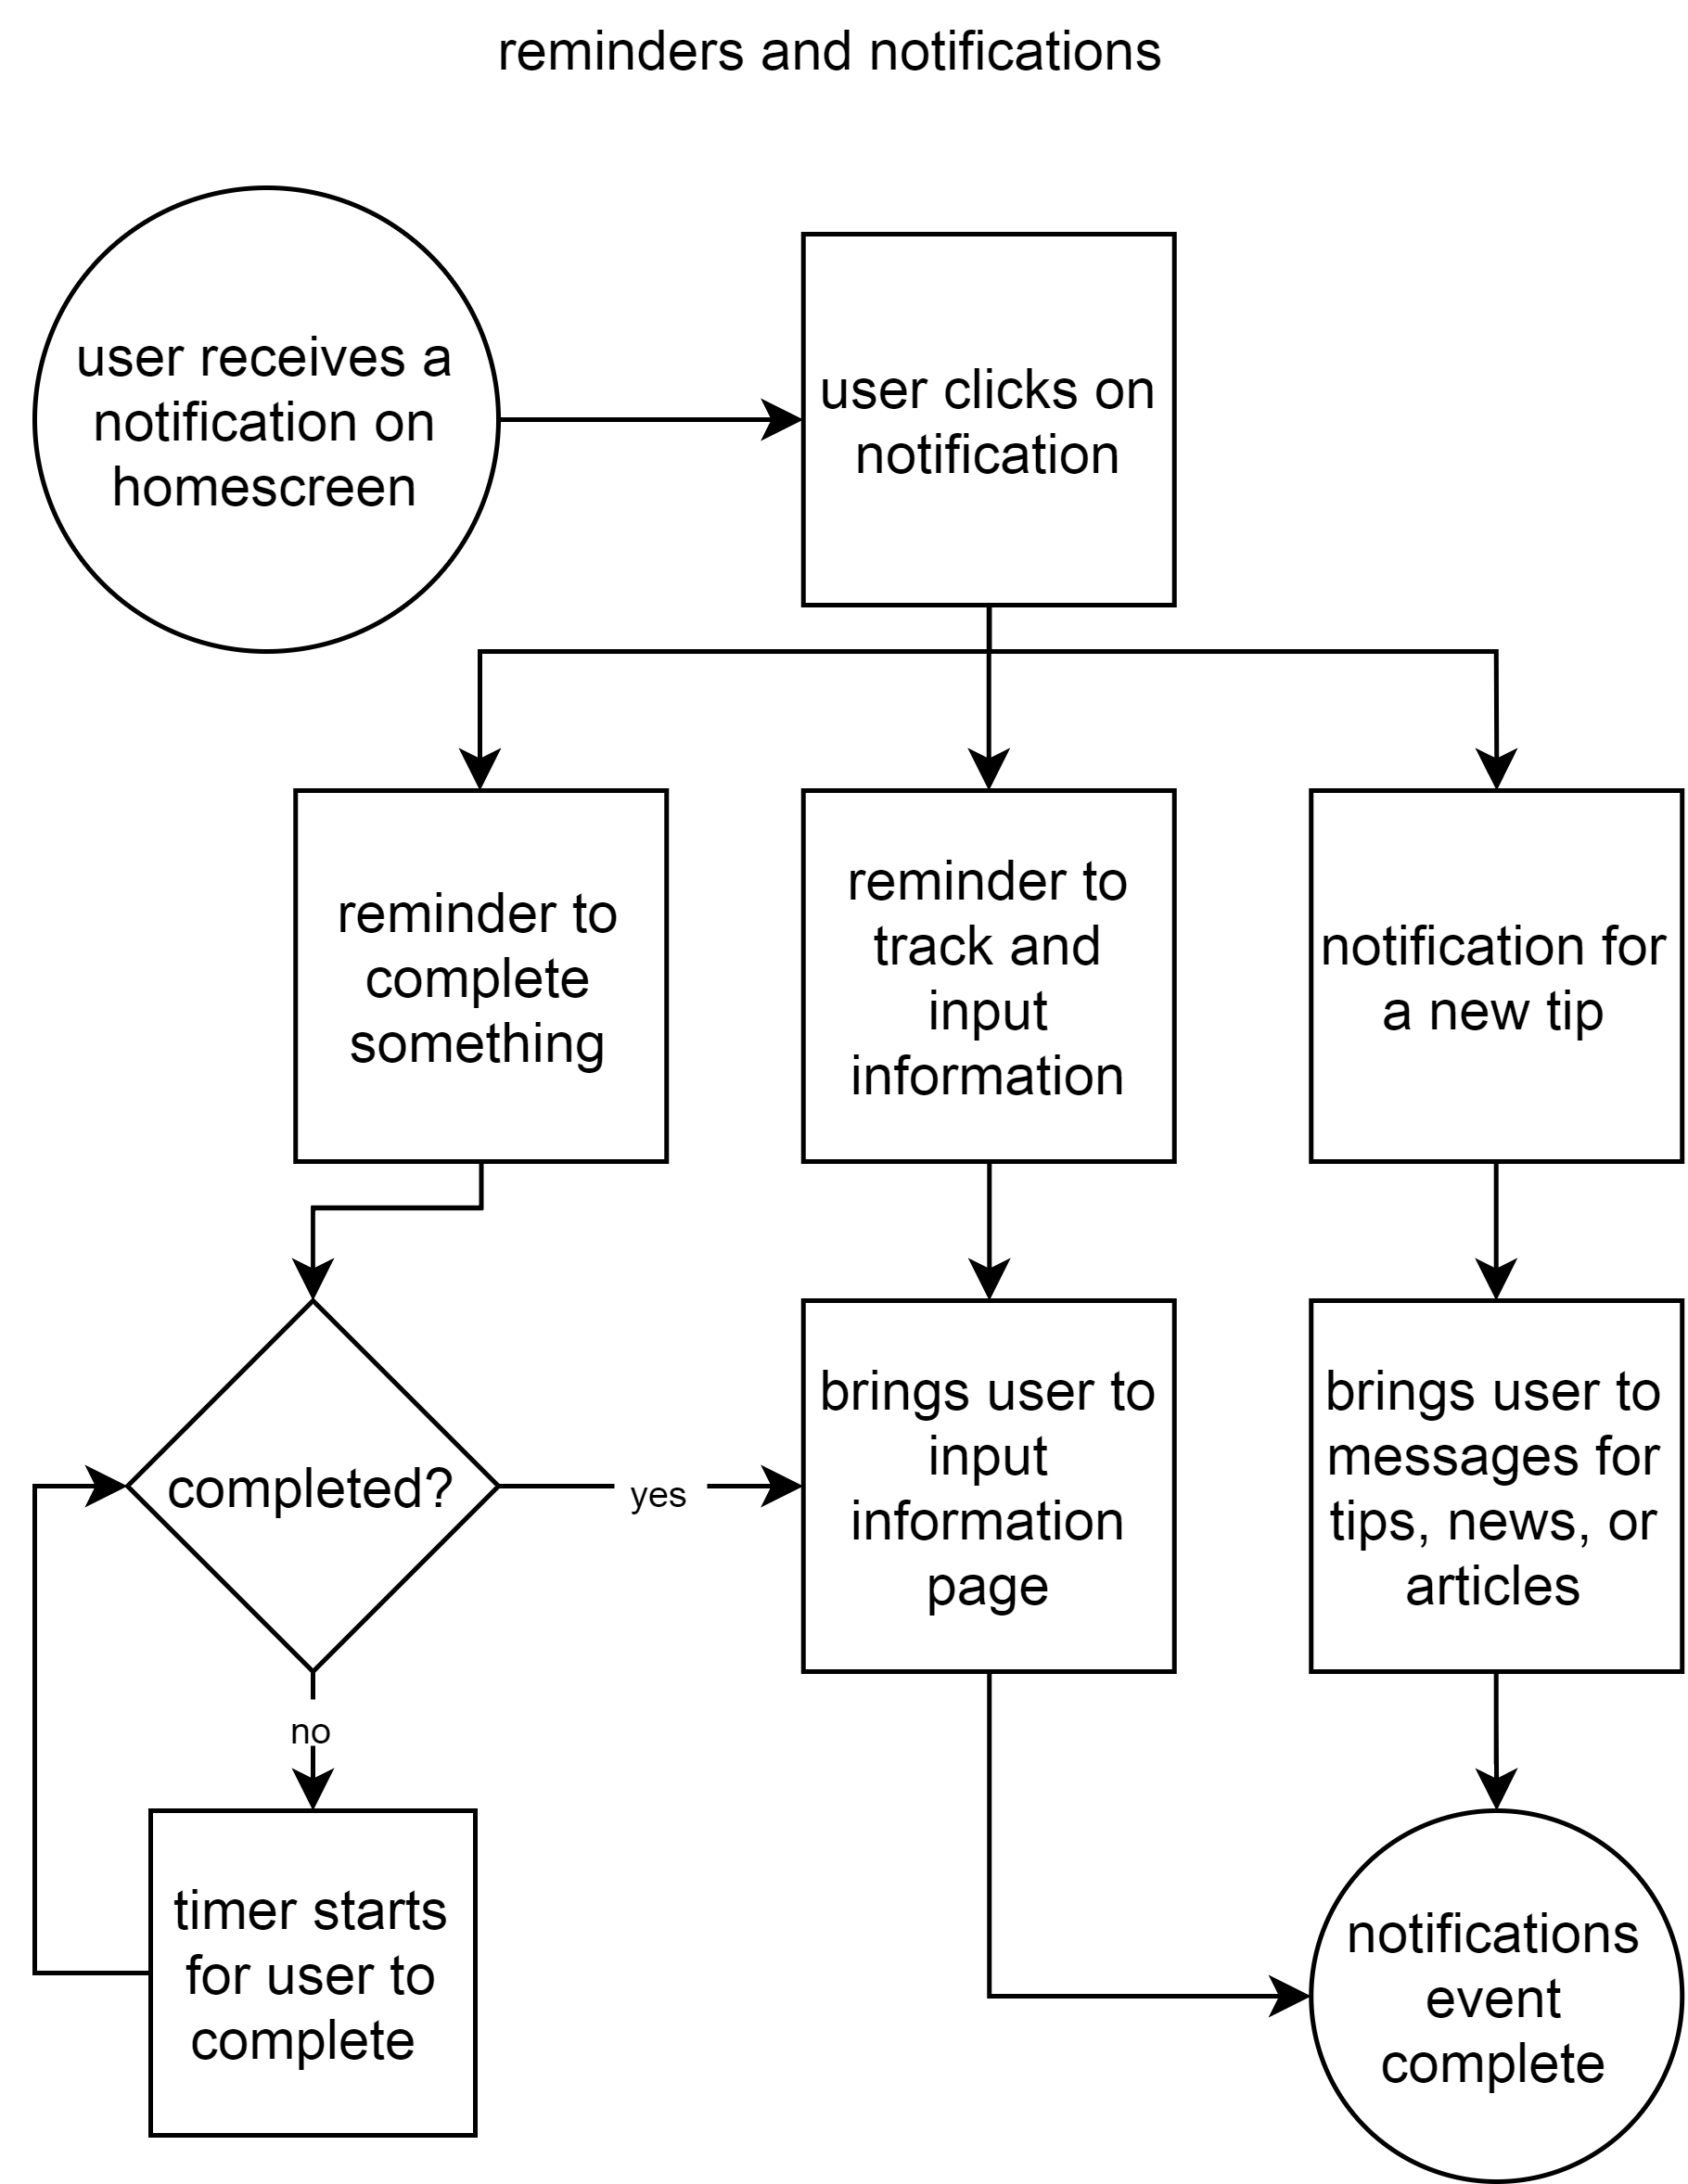 reminders and notifications
user receives a
notification on
homescreen
user clicks on
notification
reminder to
complete
something
reminder to
track and
input
information
notification for
a new tip
completed?
yes
brings user to
input
information
page
brings user to
messages for
tips, news, or
articles
no
timer starts
for user to
complete
notifications
event
complete